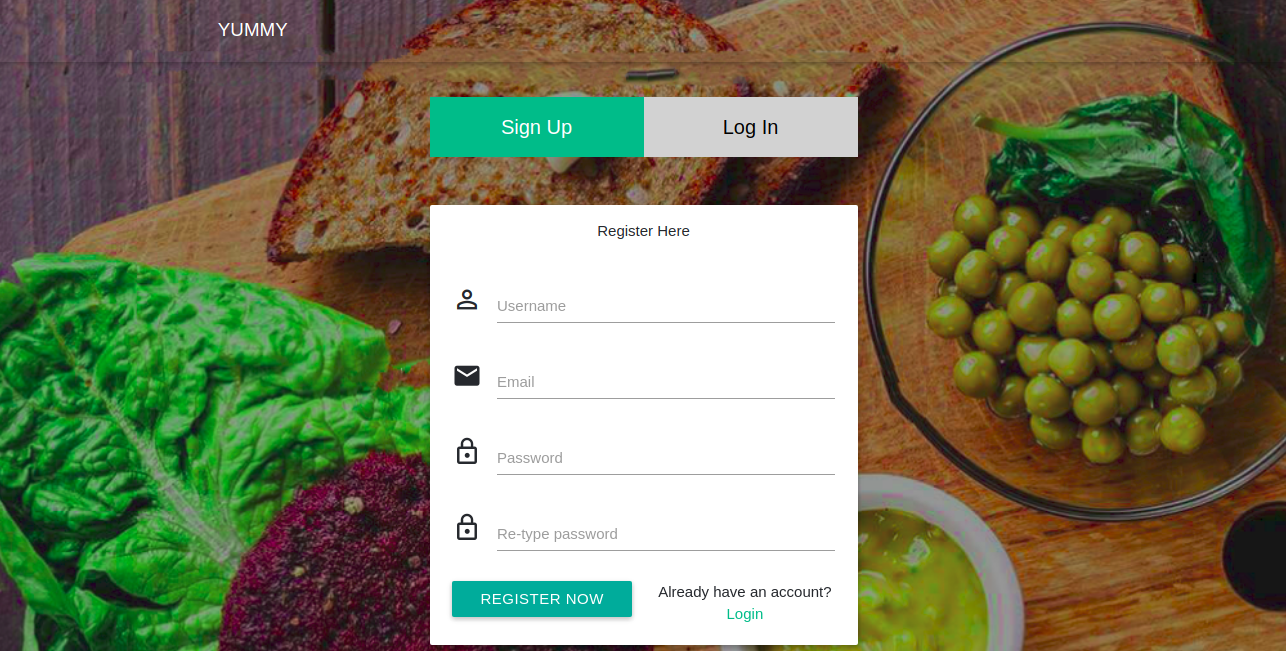 YUMMY
Sign Up
Log In
Register Here
Username
Email
Password
Re-type password
REGISTER NOW
Already have an account?
Login